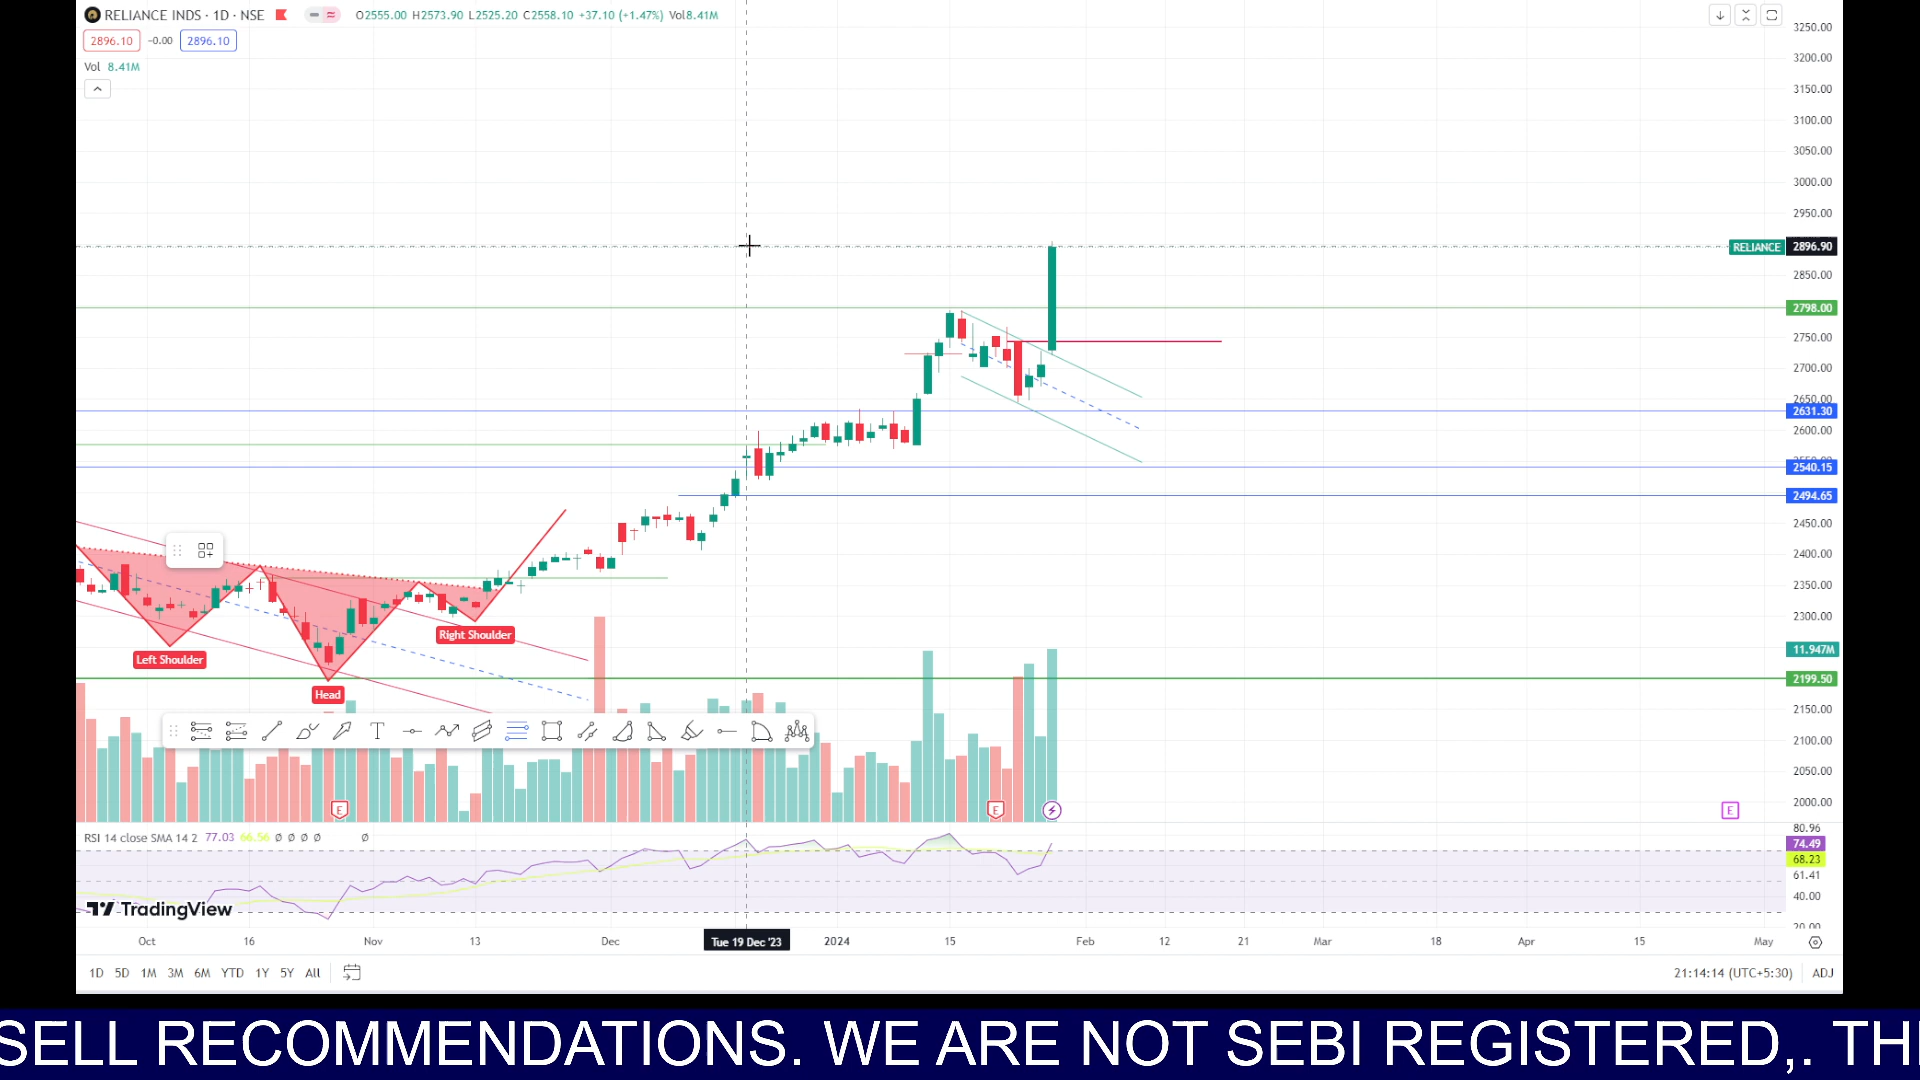 RELIANCE INDS · 1D · NSE O2555.00 H2573.90 L2525.20 C2558.10 +37.10 (+1.47%) Vol8.41M
2896.10 -0.00 2896.10
Vol 8.41M
3250.00
3200.00
3150.00
3100.00
3050.00
3000.00
2950.00
RELIANCE 2896.90
2850.00
2798.00
2750.00
2700.00
2650.00
2631.30
2600.00
2540.15
2494.65
2450.00
2400.00
2350.00
2300.00
11.947M
2199.50
2150.00
2100.00
2050.00
2000.00
Left Shoulder
Head
Right Shoulder
E E E
RSI 14 close SMA 14 2 77.03 66.56 Ø Ø Ø Ø Ø
80.96
74.49
68.23
61.41
40.00
20.00
TradingView
Oct 16 Nov 13 Dec Tue 19 Dec '23 2024 15 Feb 12 21 Mar 18 Apr 15 May
1D 5D 1M 3M 6M YTD 1Y 5Y All 21:14:14 (UTC+5:30) ADJ
SELL RECOMMENDATIONS. WE ARE NOT SEBI REGISTERED,. THI